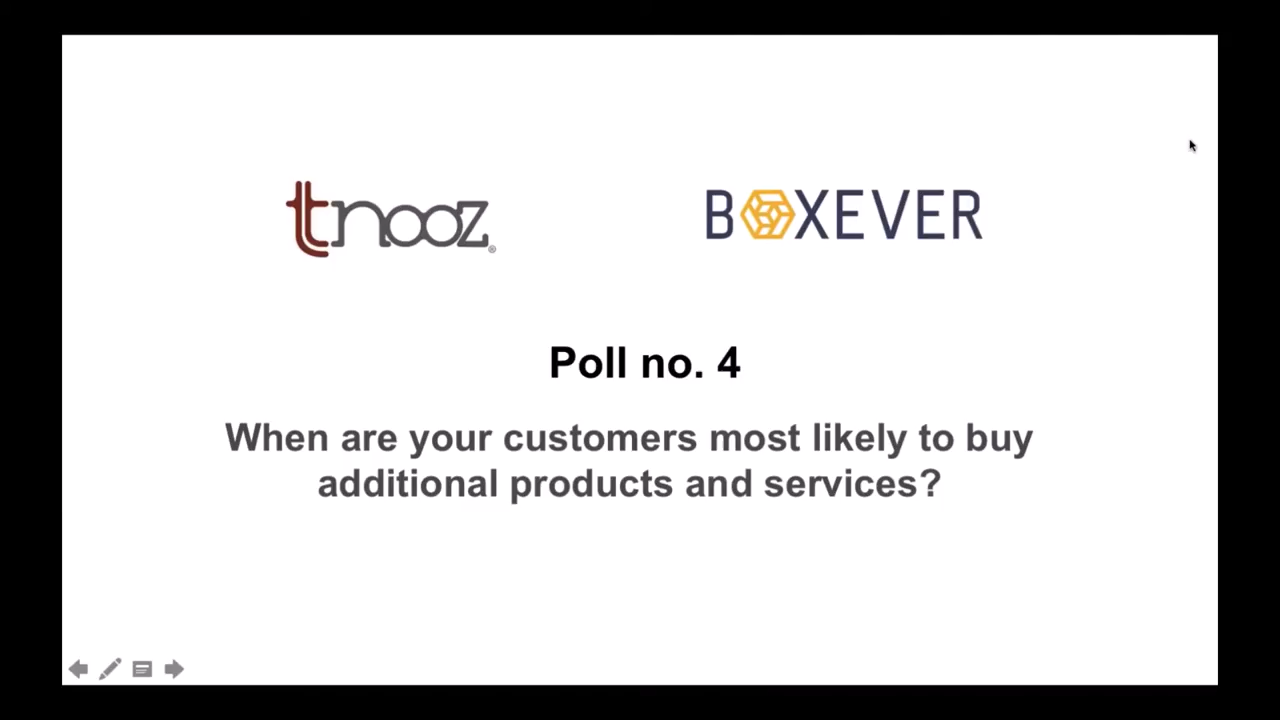 tnooz®
BOXEVER
Poll no. 4
When are your customers most likely to buy
additional products and services?